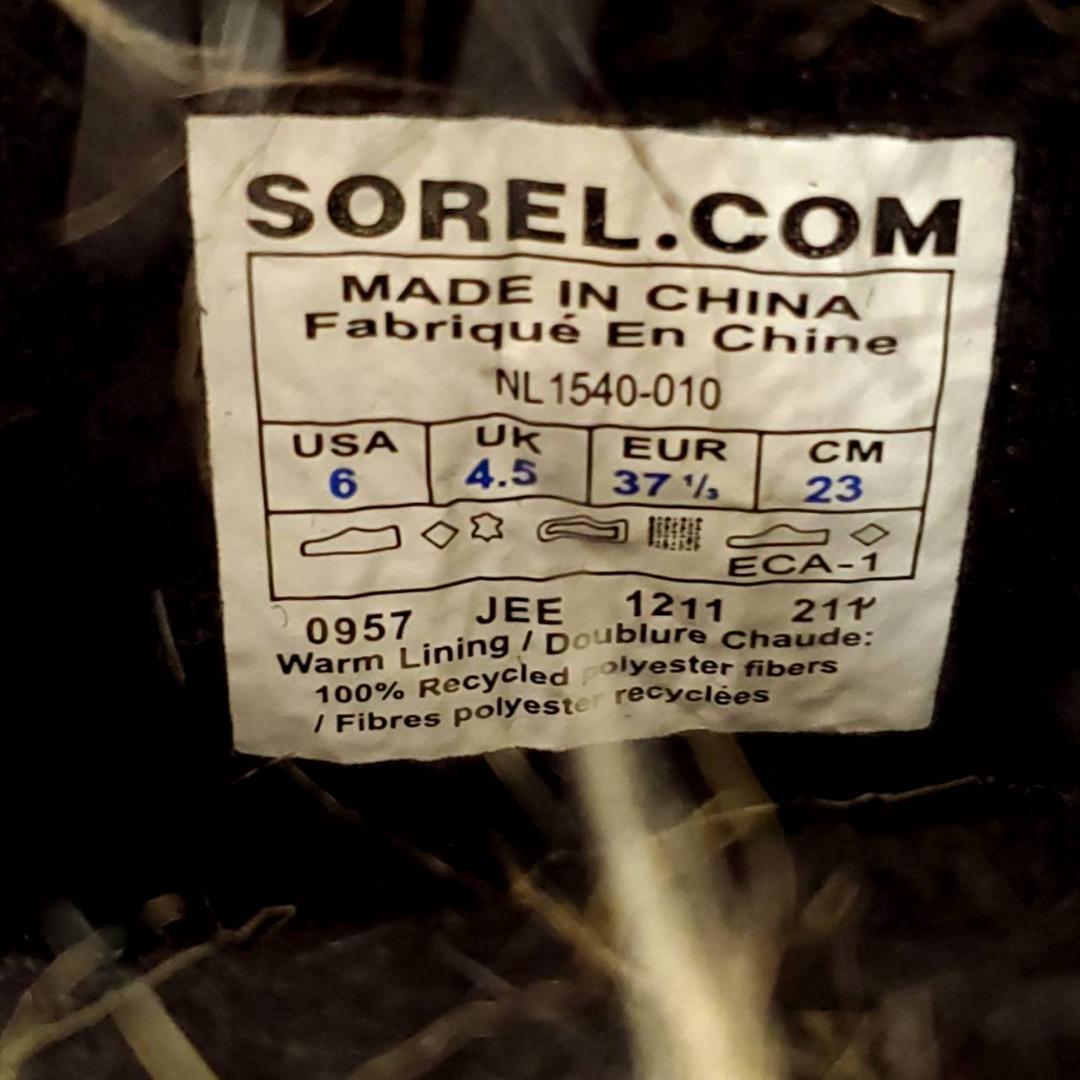 SOREL.COM
MADE IN CHINA
Fabriqué En Chine
NL1540-010
USA UK EUR CM
6 4.5 37 1/3 23
ECA-1
0957 JEE 1211
Warm Lining / Doublure Chaude:
100% Recycled polyester fibers
/ Fibres polyester recyclées